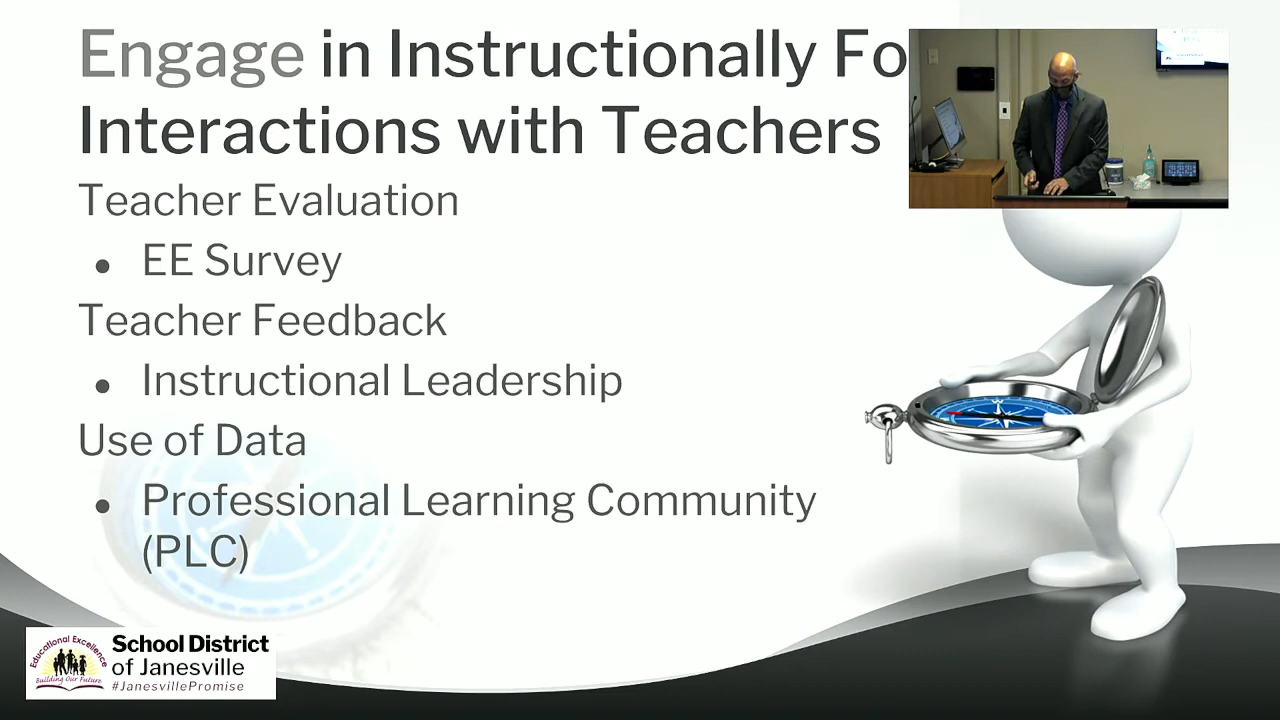 Engage in Instructionally Fo
Interactions with Teachers
Teacher Evaluation
● EE Survey
Teacher Feedback
● Instructional Leadership
Use of Data
● Professional Learning Community
(PLC)
Educational Excellence
Building Our Future
School District
of Janesville
#JanesvillePromise